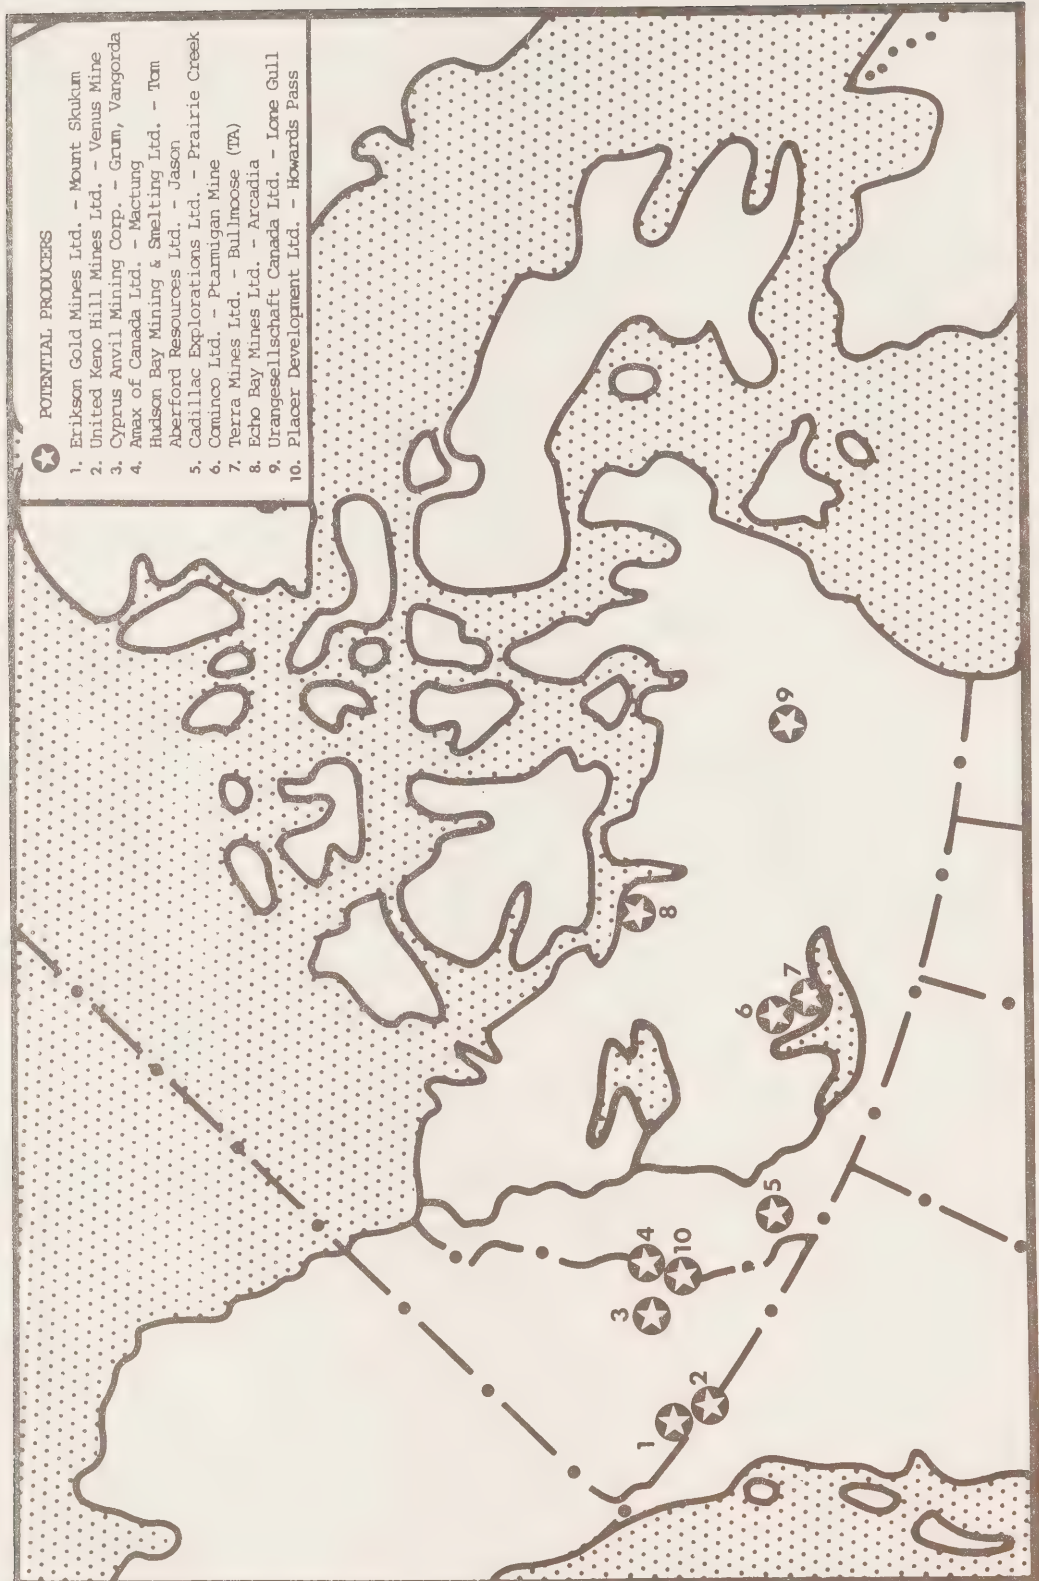 POTENTIAL PRODUCERS
1. Erikson Gold Mines Ltd. - Mount Skukum
2. United Keno Hill Mines Ltd. - Venus Mine
3. Cyprus Anvil Mining Corp. - Grum, Vangorda
4. Amax of Canada Ltd. - Mactung
Hudson Bay Mining & Smelting Ltd. - Tom
Aberford Resources Ltd. - Jason
5. Cadillac Explorations Ltd. - Prairie Creek
6. Cominco Ltd. - Ptarmigan Mine
7. Terra Mines Ltd. - Bullmoose (TA)
8. Echo Bay Mines Ltd. - Arcadia
9. Urangesellschaft Canada Ltd. - Lone Gull
10. Placer Development Ltd. - Howards Pass
1
2
3
4
10
5
6
7
8
9